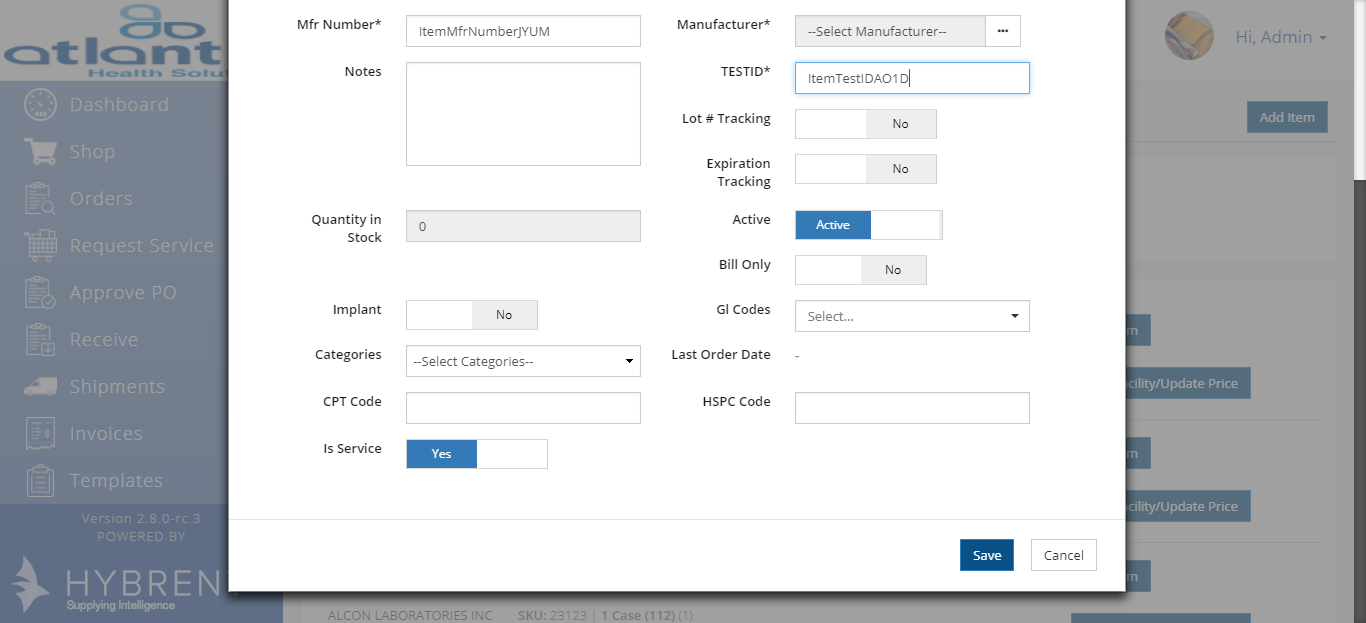 atlant
Health Solu
Hi, Admin
Dashboard
Shop
Orders
Request Service
Approve PO
Receive
Shipments
Invoices
Templates
Version 2.8.0-rc.3
POWERED BY
HYBREN
Supplying Intelligence
Add Item
Mfr Number*
ItemMfrNumberJYUM
Manufacturer*
--Select Manufacturer--
...
Notes
TESTID*
ItemTestIDAO1D
Lot # Tracking
No
Expiration
Tracking
No
Quantity in
Stock
0
Active
Active
Bill Only
No
Implant
No
Gl Codes
Select...
Categories
--Select Categories--
Last Order Date
-
CPT Code
HSPC Code
Is Service
Yes
Save
Cancel
m
cility/Update Price
m
cility/Update Price
m
ALCON LABORATORIES INC SKU: 23123 | 1 Case (112) (1)